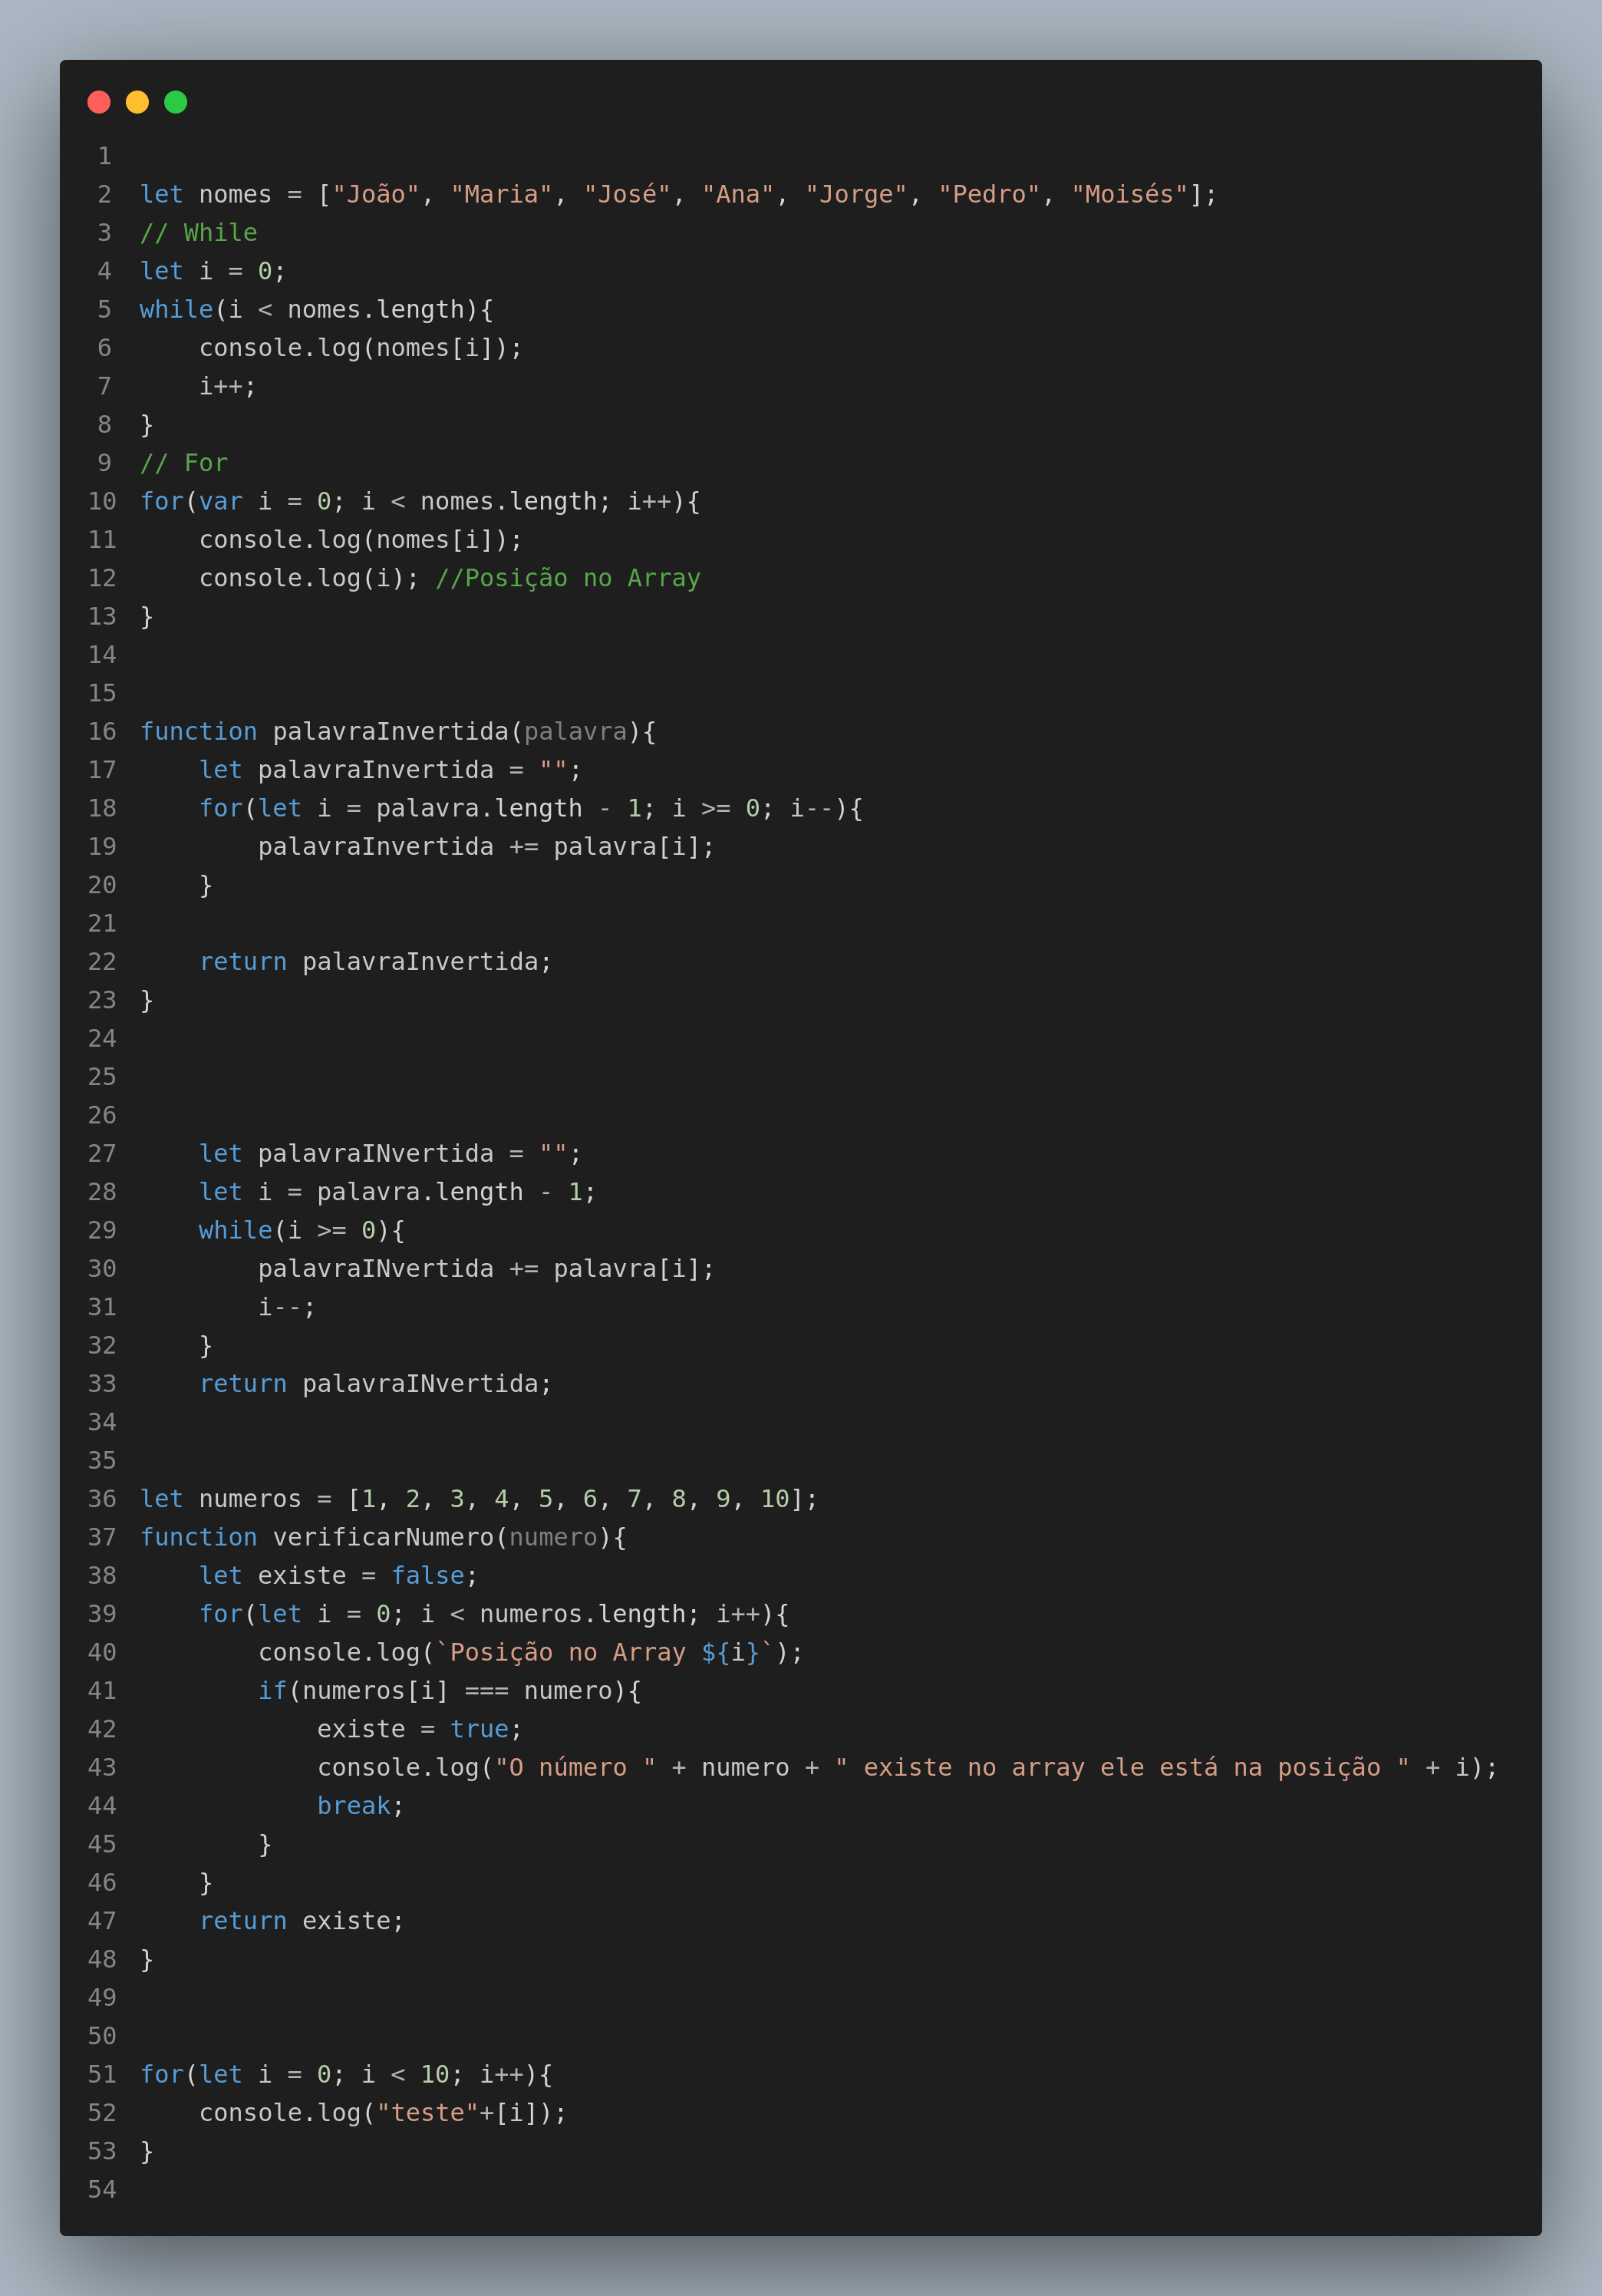 1
2 let nomes = ["João", "Maria", "José", "Ana", "Jorge", "Pedro", "Moisés"];
3 // While
4 let i = 0;
5 while(i < nomes.length){
6     console.log(nomes[i]);
7     i++;
8 }
9 // For
10 for(var i = 0; i < nomes.length; i++){
11     console.log(nomes[i]);
12     console.log(i); //Posição no Array
13 }
14
15
16 function palavraInvertida(palavra){
17     let palavraInvertida = "";
18     for(let i = palavra.length - 1; i >= 0; i--){
19         palavraInvertida += palavra[i];
20     }
21
22     return palavraInvertida;
23 }
24
25
26
27     let palavraINvertida = "";
28     let i = palavra.length - 1;
29     while(i >= 0){
30         palavraINvertida += palavra[i];
31         i--;
32     }
33     return palavraINvertida;
34
35
36 let numeros = [1, 2, 3, 4, 5, 6, 7, 8, 9, 10];
37 function verificarNumero(numero){
38     let existe = false;
39     for(let i = 0; i < numeros.length; i++){
40         console.log(`Posição no Array ${i}`);
41         if(numeros[i] === numero){
42             existe = true;
43             console.log("O número " + numero + " existe no array ele está na posição " + i);
44             break;
45         }
46     }
47     return existe;
48 }
49
50
51 for(let i = 0; i < 10; i++){
52     console.log("teste"+[i]);
53 }
54